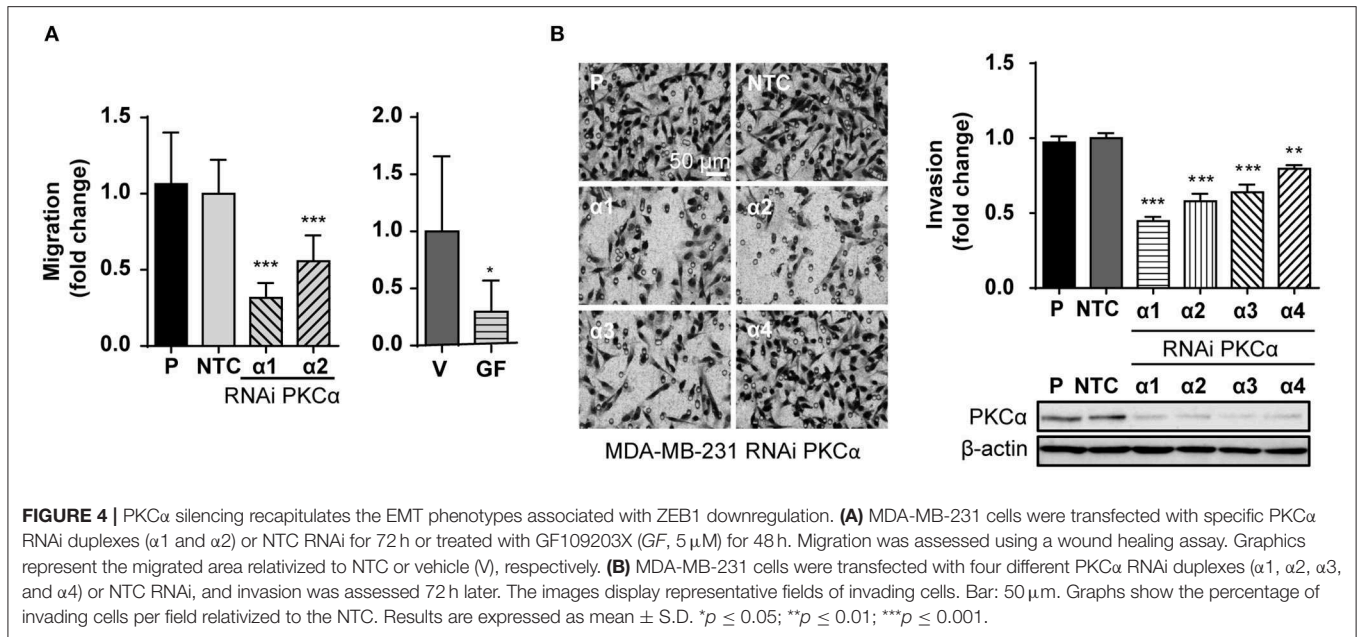 A
Migration
(fold change)
1.5
1.0
0.5
0.0
***
***
P NTC α1 α2
RNAi PKCα
2.0
1.5
1.0
0.5
0.0
*
V GF
B
P NTC
50 µm
α1 α2
α3 α4
MDA-MB-231 RNAi PKCα
Invasion
(fold change)
1.5
1.0
0.5
0.0
*** *** *** **
P NTC α1 α2 α3 α4
RNAi PKCα
P NTC α1 α2 α3 α4
PKCα
β-actin
FIGURE 4 | PKCα silencing recapitulates the EMT phenotypes associated with ZEB1 downregulation. (A) MDA-MB-231 cells were transfected with specific PKCα
RNAi duplexes (α1 and α2) or NTC RNAi for 72 h or treated with GF109203X (GF, 5 µM) for 48 h. Migration was assessed using a wound healing assay. Graphics
represent the migrated area relativized to NTC or vehicle (V), respectively. (B) MDA-MB-231 cells were transfected with four different PKCα RNAi duplexes (α1, α2, α3,
and α4) or NTC RNAi, and invasion was assessed 72 h later. The images display representative fields of invading cells. Bar: 50 µm. Graphs show the percentage of
invading cells per field relativized to the NTC. Results are expressed as mean ± S.D. *p ≤ 0.05; **p ≤ 0.01; ***p ≤ 0.001.